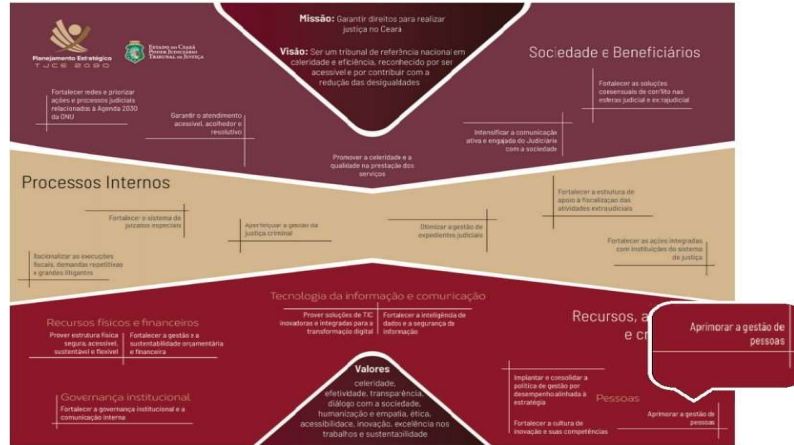 Missão: Garantir direitos para realizar
justiça no Ceará
Visão: Ser um tribunal de referência nacional em
celeridade e eficiência, reconhecido por ser
acessível e por contribuir com a
redução das desigualdades
Planejamento Estratégico
TJCE 2030
Estado do Ceará
Poder Judiciário
Tribunal de Justiça
Sociedade e Beneficiários
Fortalecer redes e priorizar
ações e processos judiciais
relacionados à Agenda 2030
da ONU
Garantir o atendimento
acessível, acolhedor e
resolutivo
Promover a celeridade e a
qualidade na prestação dos
serviços
Intensificar a comunicação
ativa e engajada do Judiciário
com a sociedade
Fortalecer as soluções
consensuais de conflito nas
esferas judicial e extrajudicial
Processos Internos
Fortalecer o sistema de
juizados especiais
Racionalizar as execuções
fiscais, demandas repetitivas
e grandes litigantes
Aperfeiçoar a gestão da
justiça criminal
Otimizar a gestão de
expedientes judiciais
Fortalecer a estrutura de
apoio à fiscalização das
atividades extrajudiciais
Fortalecer as ações integradas
com instituições do sistema
de justiça
Tecnologia da informação e comunicação
Prover soluções de TIC
inovadoras e integradas para a
transformação digital
Fortalecer a inteligência de
dados e a segurança da
informação
Recursos físicos e financeiros
Prover estrutura física
segura, acessível,
sustentável e flexível
Fortalecer a gestão e a
sustentabilidade orçamentária
e financeira
Governança institucional
Fortalecer a governança institucional e a
comunicação interna
Valores
celeridade,
efetividade, transparência,
diálogo com a sociedade,
humanização e empatia, ética,
acessibilidade, inovação, excelência nos
trabalhos e sustentabilidade
Recursos, a
e cr
Aprimorar a gestão de
pessoas
Pessoas
Implantar e consolidar a
política de gestão por
desempenho alinhada à
estratégia
Fortalecer a cultura de
inovação e suas competências
Aprimorar a gestão de
pessoas